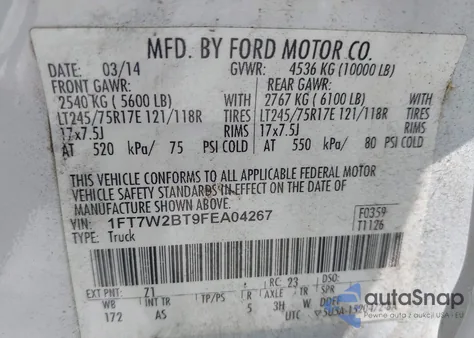 MFD. BY FORD MOTOR CO.
DATE: 03/14 GVWR: 4536 KG (10000 LB)
FRONT GAWR: REAR GAWR:
2540 KG ( 5600 LB) WITH 2767 KG ( 6100 LB) WITH
LT245/75R17E 121/118R TIRES LT245/75R17E 121/118R TIRES
17x7.5J RIMS 17x7.5J RIMS
AT 520 kPa/ 75 PSI COLD AT 550 kPa/ 80 PSI COLD
THIS VEHICLE CONFORMS TO ALL APPLICABLE FEDERAL MOTOR
VEHICLE SAFETY STANDARDS IN EFFECT ON THE DATE OF
MANUFACTURE SHOWN ABOVE.
VIN: 1FT7W2BT9FEA04267 F0359
TYPE: Truck T1126
EXT PNT: Z1 RC: 23 DSO:
WB INT TR TP/PS R AXLE TR SPR
172 AS 5 3H W DDFF
UTC
autoSnap